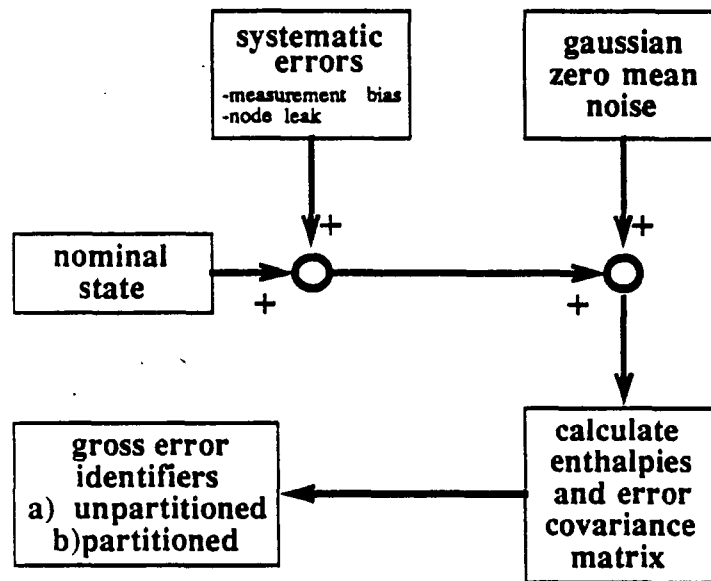 systematic
errors
-measurement bias
-node leak
gaussian
zero mean
noise
+
+
nominal
state
+
+
gross error
identifiers
a) unpartitioned
b)partitioned
calculate
enthalpies
and error
covariance
matrix